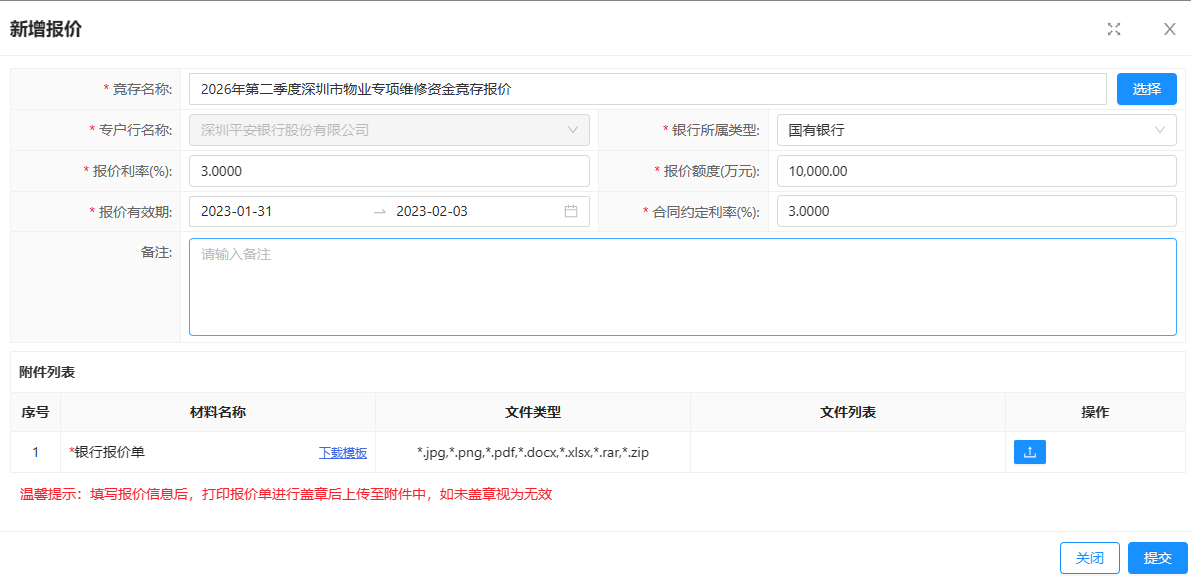 新增报价
* 竞存名称: 2026年第二季度深圳市物业专项维修资金竞存报价 选择
* 专户行名称: 深圳平安银行股份有限公司 * 银行所属类型: 国有银行
* 报价利率(%): 3.0000 * 报价额度(万元): 10,000.00
* 报价有效期: 2023-01-31 → 2023-02-03 * 合同约定利率(%): 3.0000
备注: 请输入备注
附件列表
序号 材料名称 文件类型 文件列表 操作
1 *银行报价单 下载模板 *.jpg,*.png,*.pdf,*.docx,*.xlsx,*.rar,*.zip
温馨提示：填写报价信息后，打印报价单进行盖章后上传至附件中，如未盖章视为无效
关闭 提交